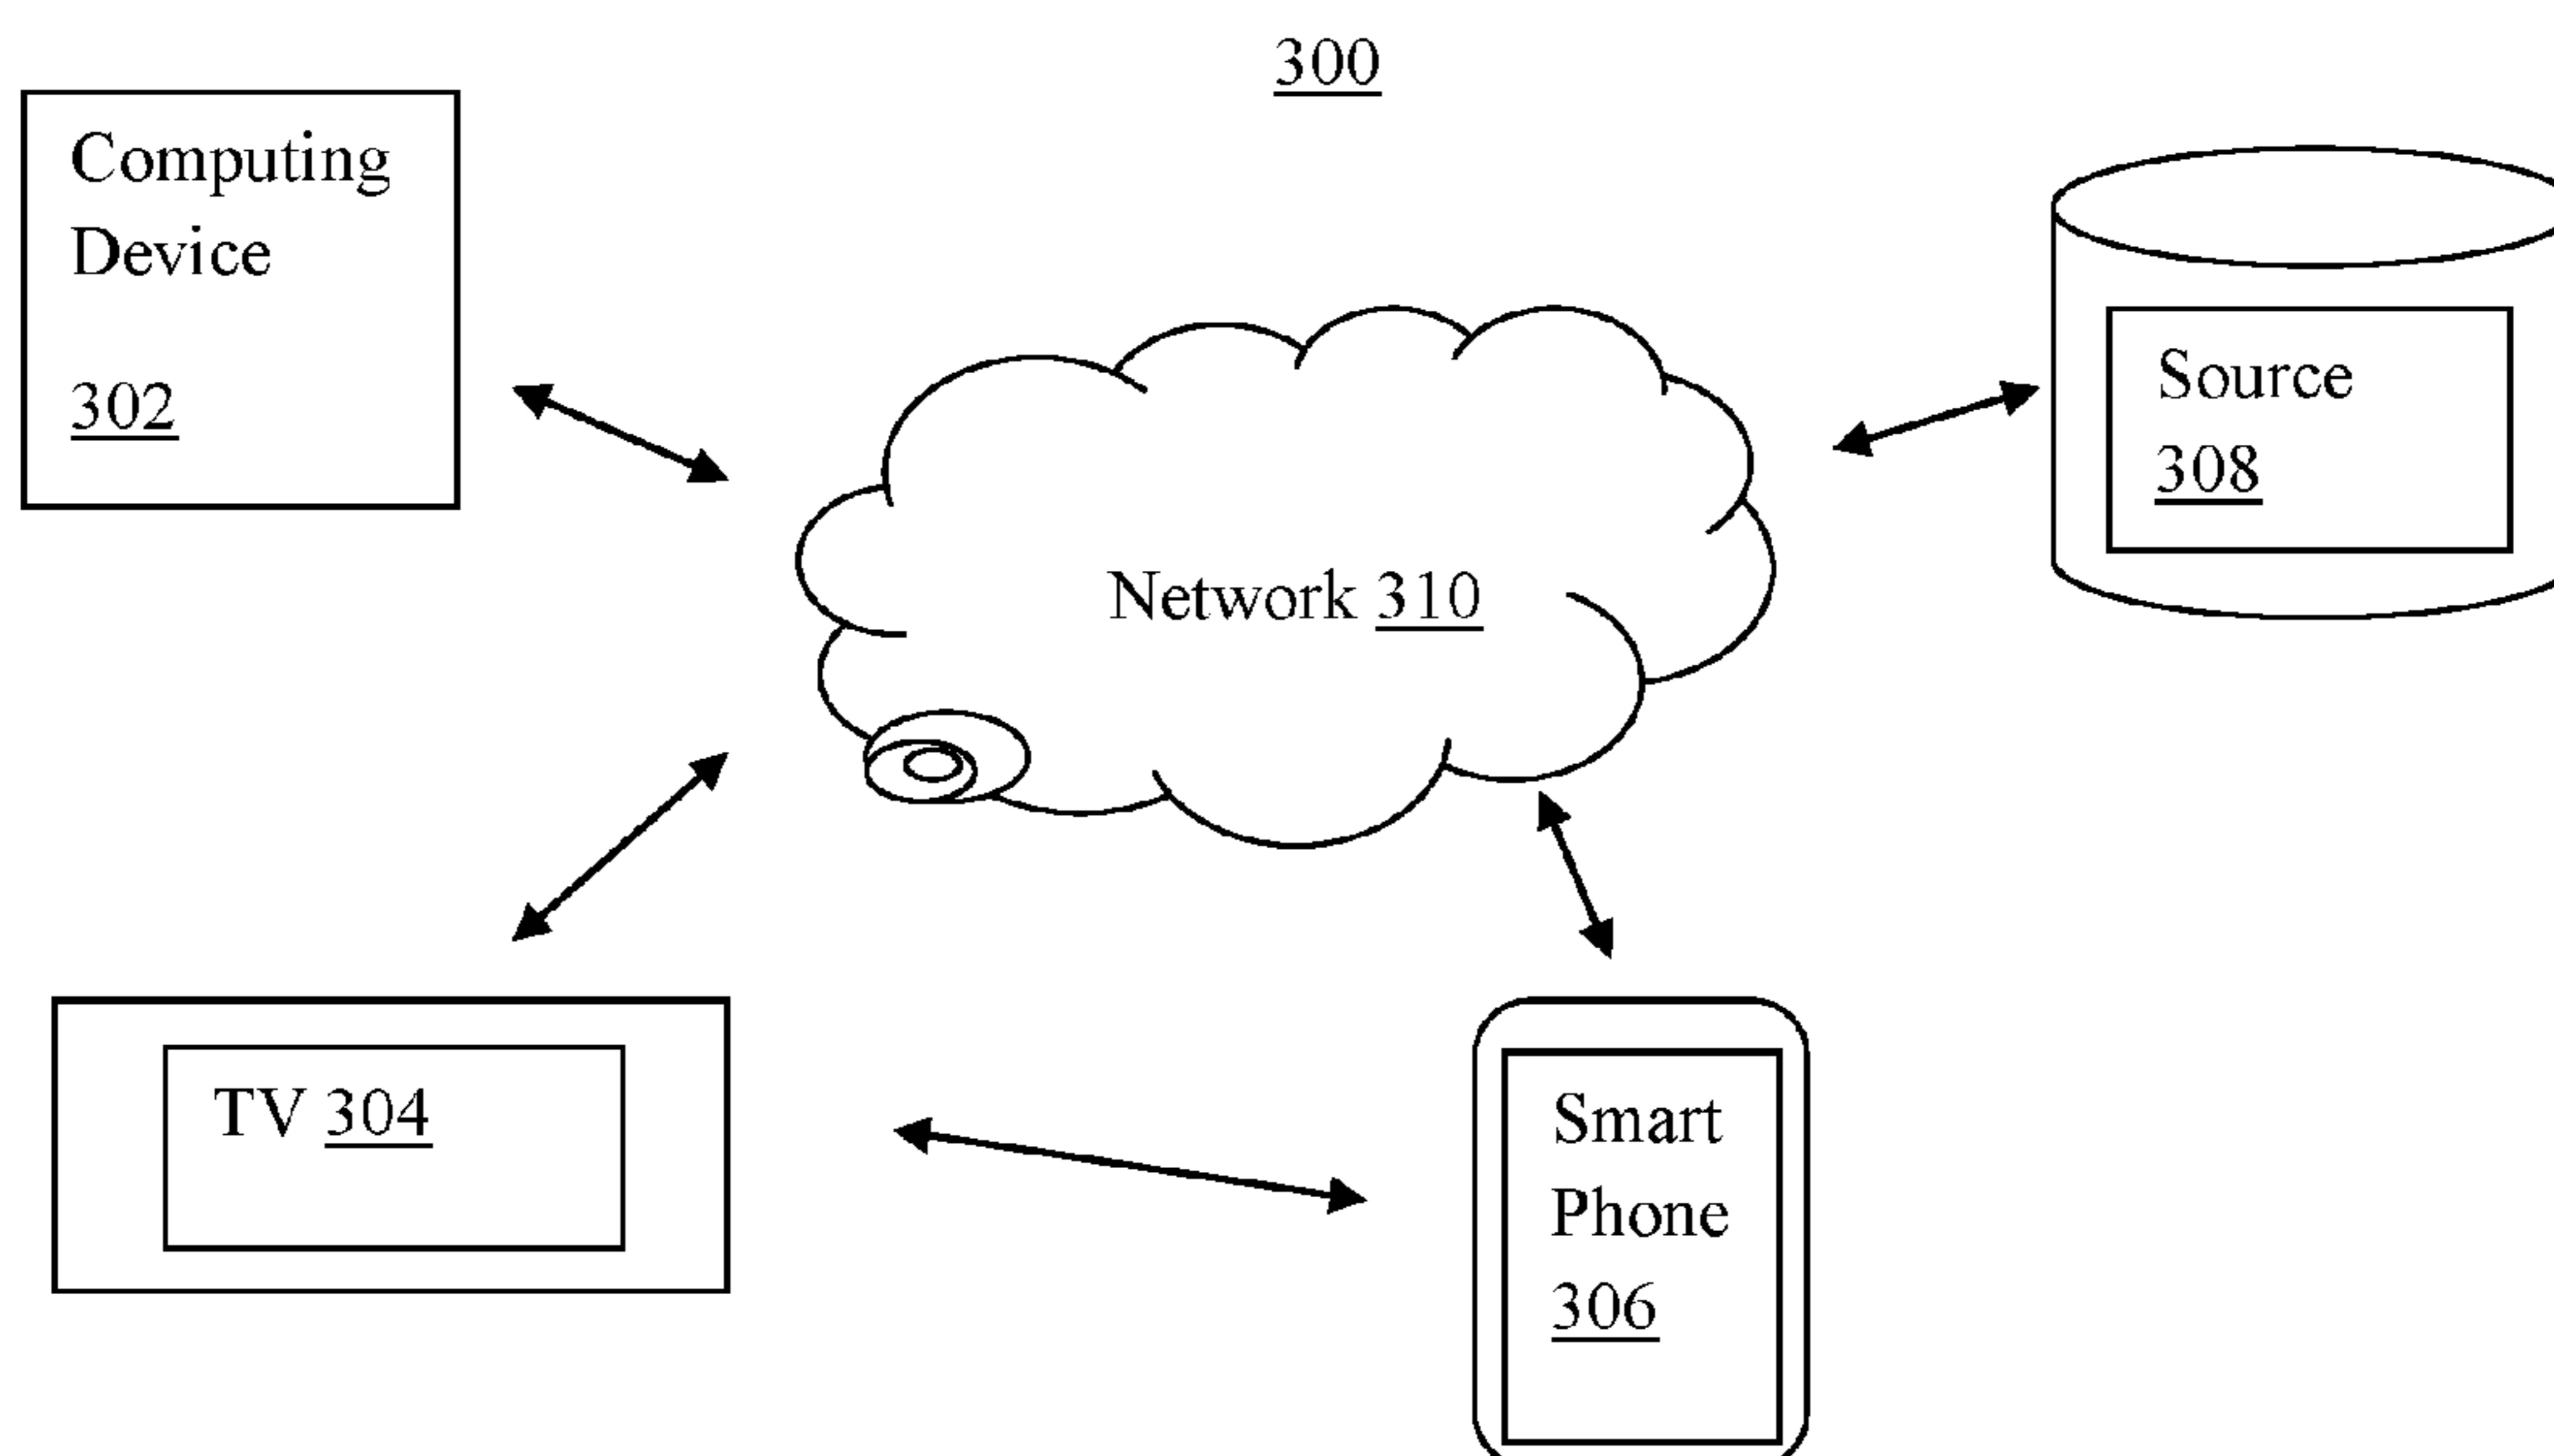 300
Computing
Device
302
Source
308
Network 310
TV 304
Smart
Phone
306